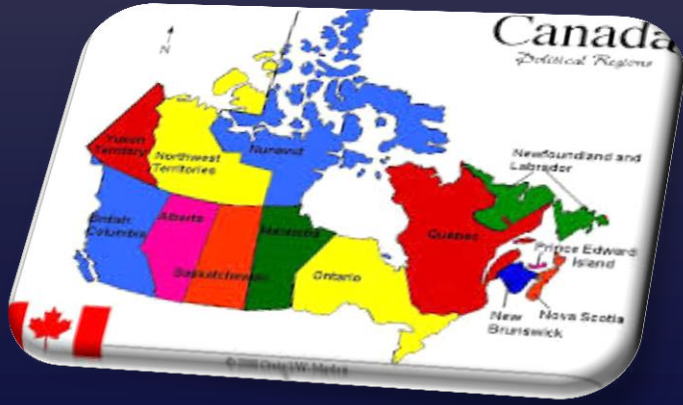 Canada
Political Regions
N
Yukon
Territory
Northwest
Territories
Nunavut
Newfoundland and
Labrador
British
Columbia
Alberta
Saskatchewan
Manitoba
Ontario
Quebec
Prince Edward
Island
Nova Scotia
New
Brunswick